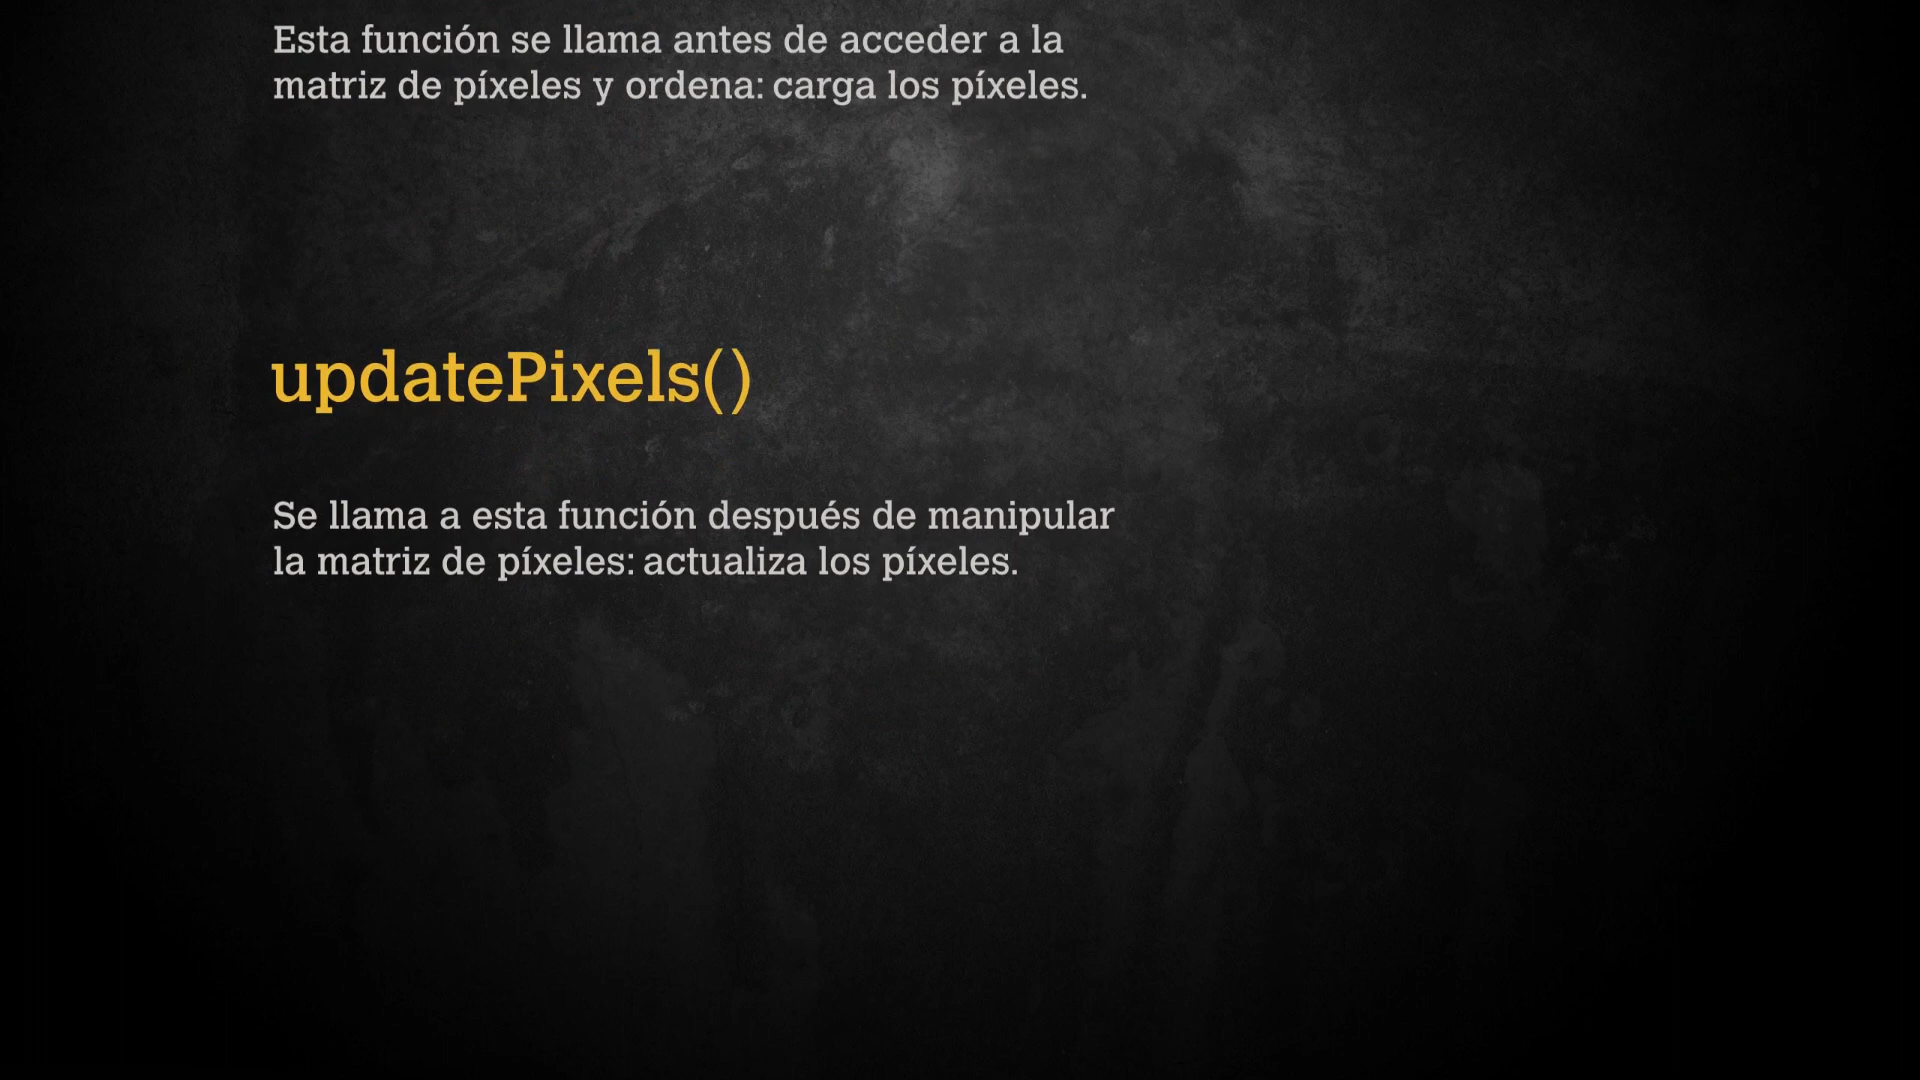 Esta función se llama antes de acceder a la
matriz de píxeles y ordena: carga los píxeles.
updatePixels()
Se llama a esta función después de manipular
la matriz de píxeles: actualiza los píxeles.